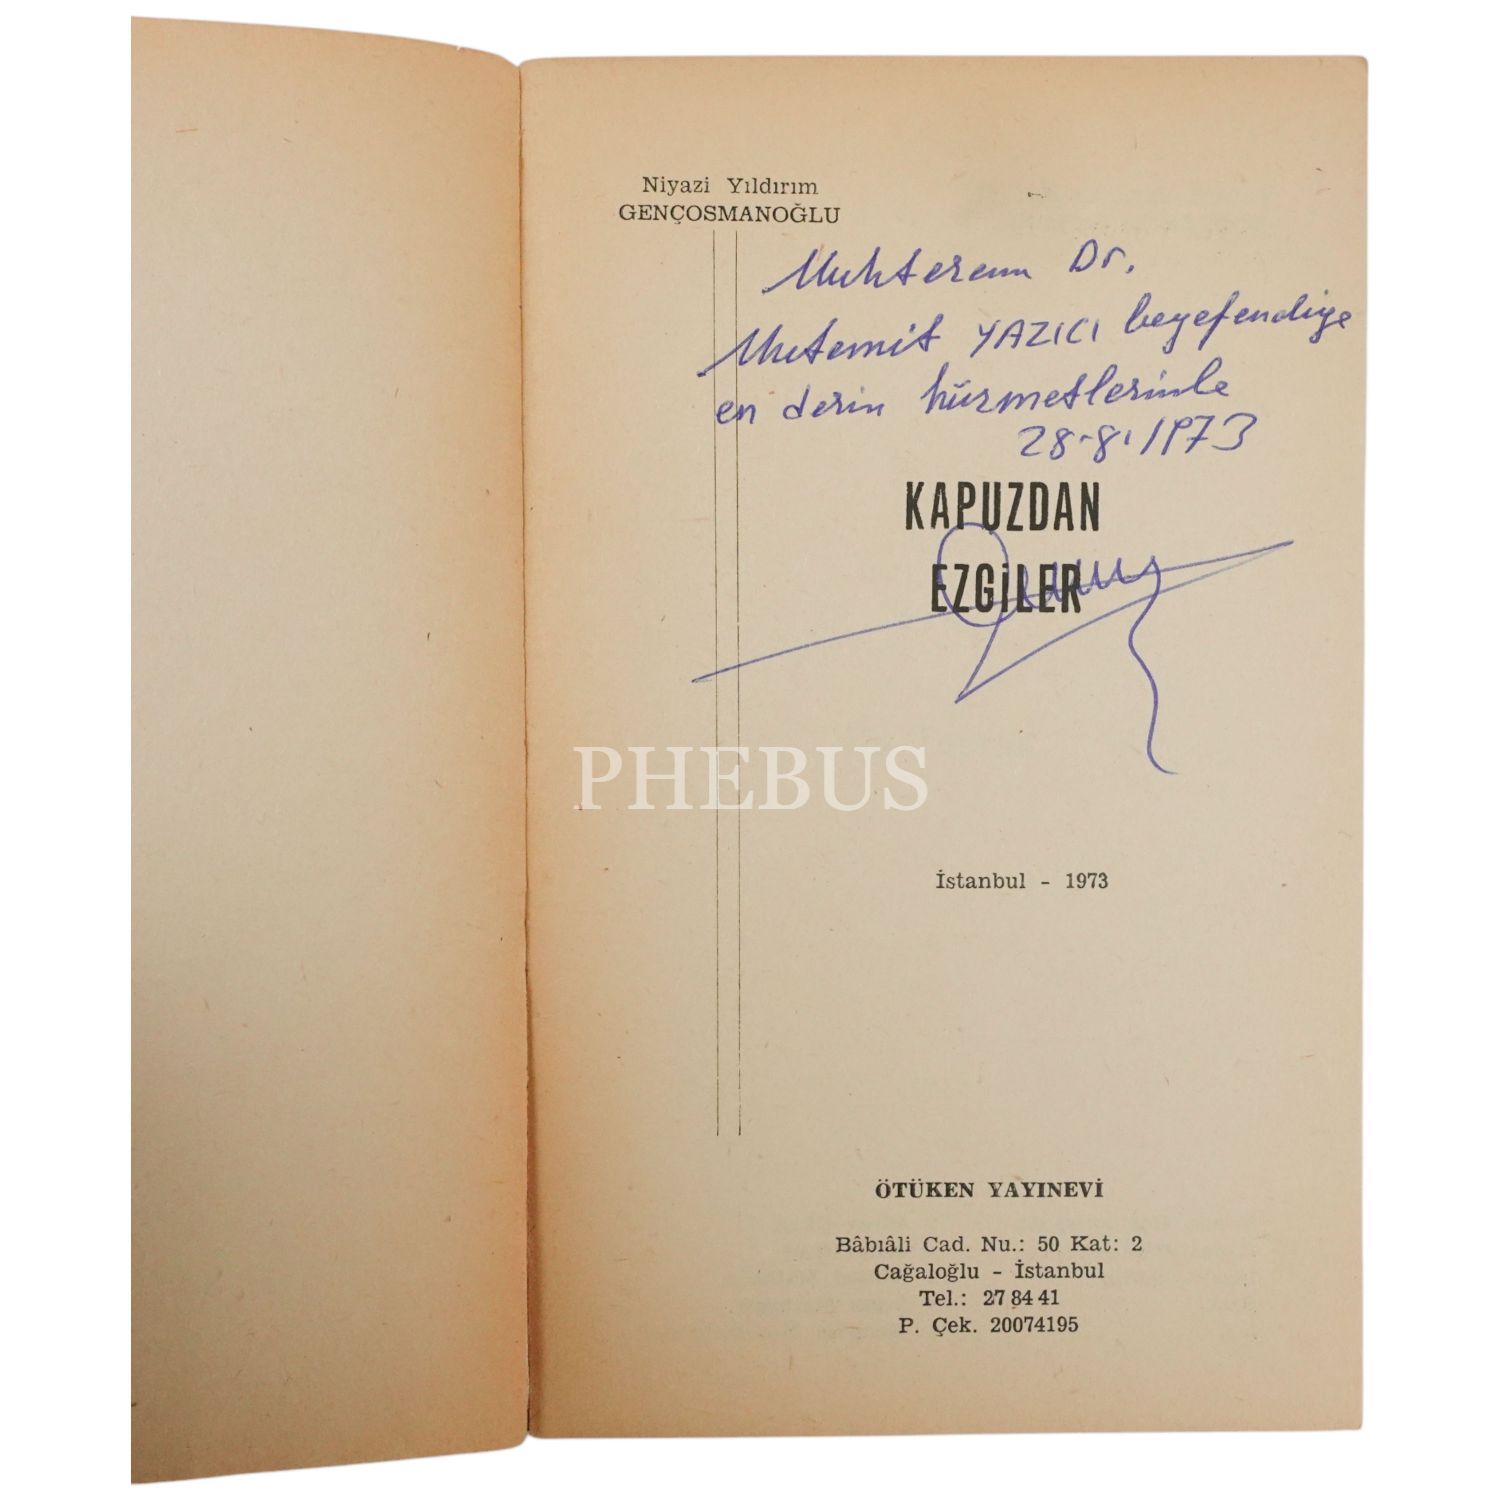 Niyazi Yıldırım
GENÇOSMANOĞLU
Muhterem Dr.
Mutemit YAZICI beyefendiye
en derin hürmetlerimle
28.8.1973
KAPUZDAN
EZGİLER
PHEBUS
İstanbul - 1973
ÖTÜKEN YAYINEVİ
Bâbıâli Cad. Nu.: 50 Kat: 2
Cağaloğlu - İstanbul
Tel.: 27 84 41
P. Çek. 20074195